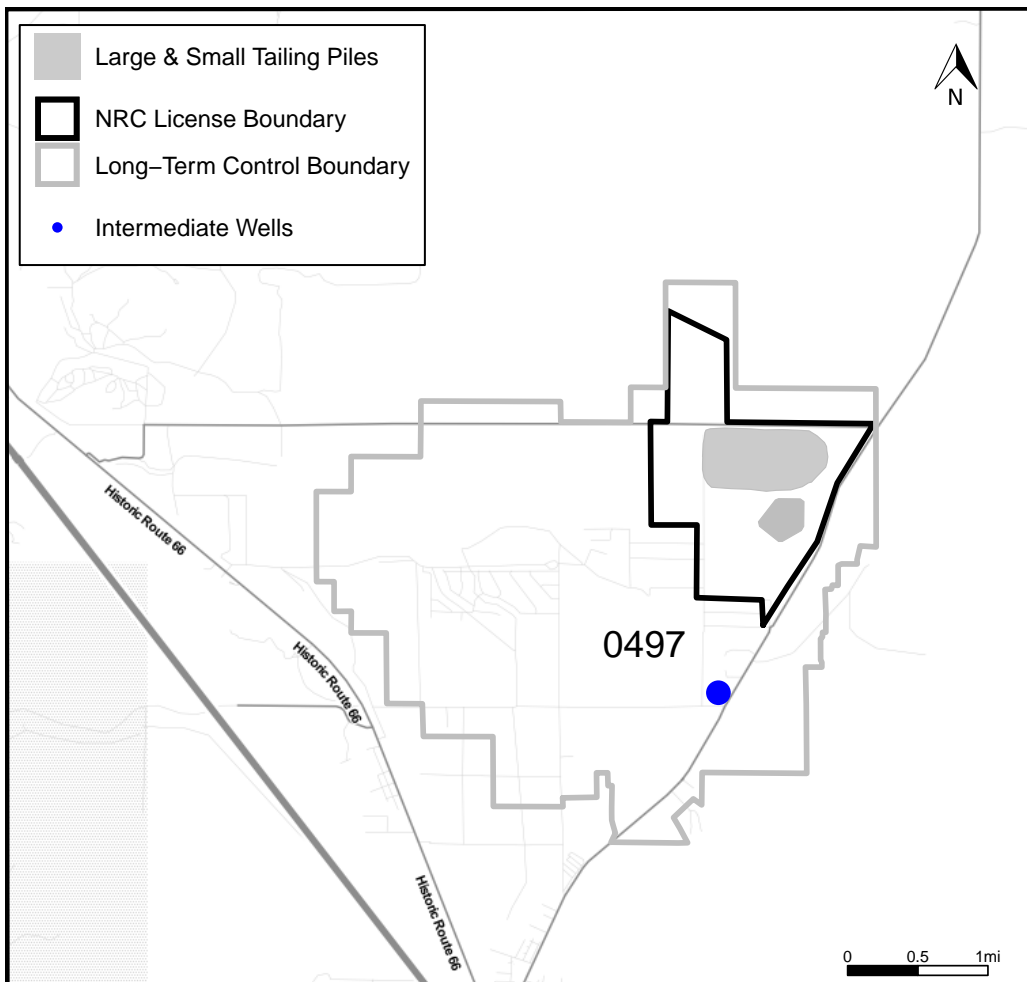 Large & Small Tailing Piles
NRC License Boundary
Long−Term Control Boundary
Intermediate Wells
N
Historic Route 66
Historic Route 66
0497
Historic Route 66
0 0.5 1mi